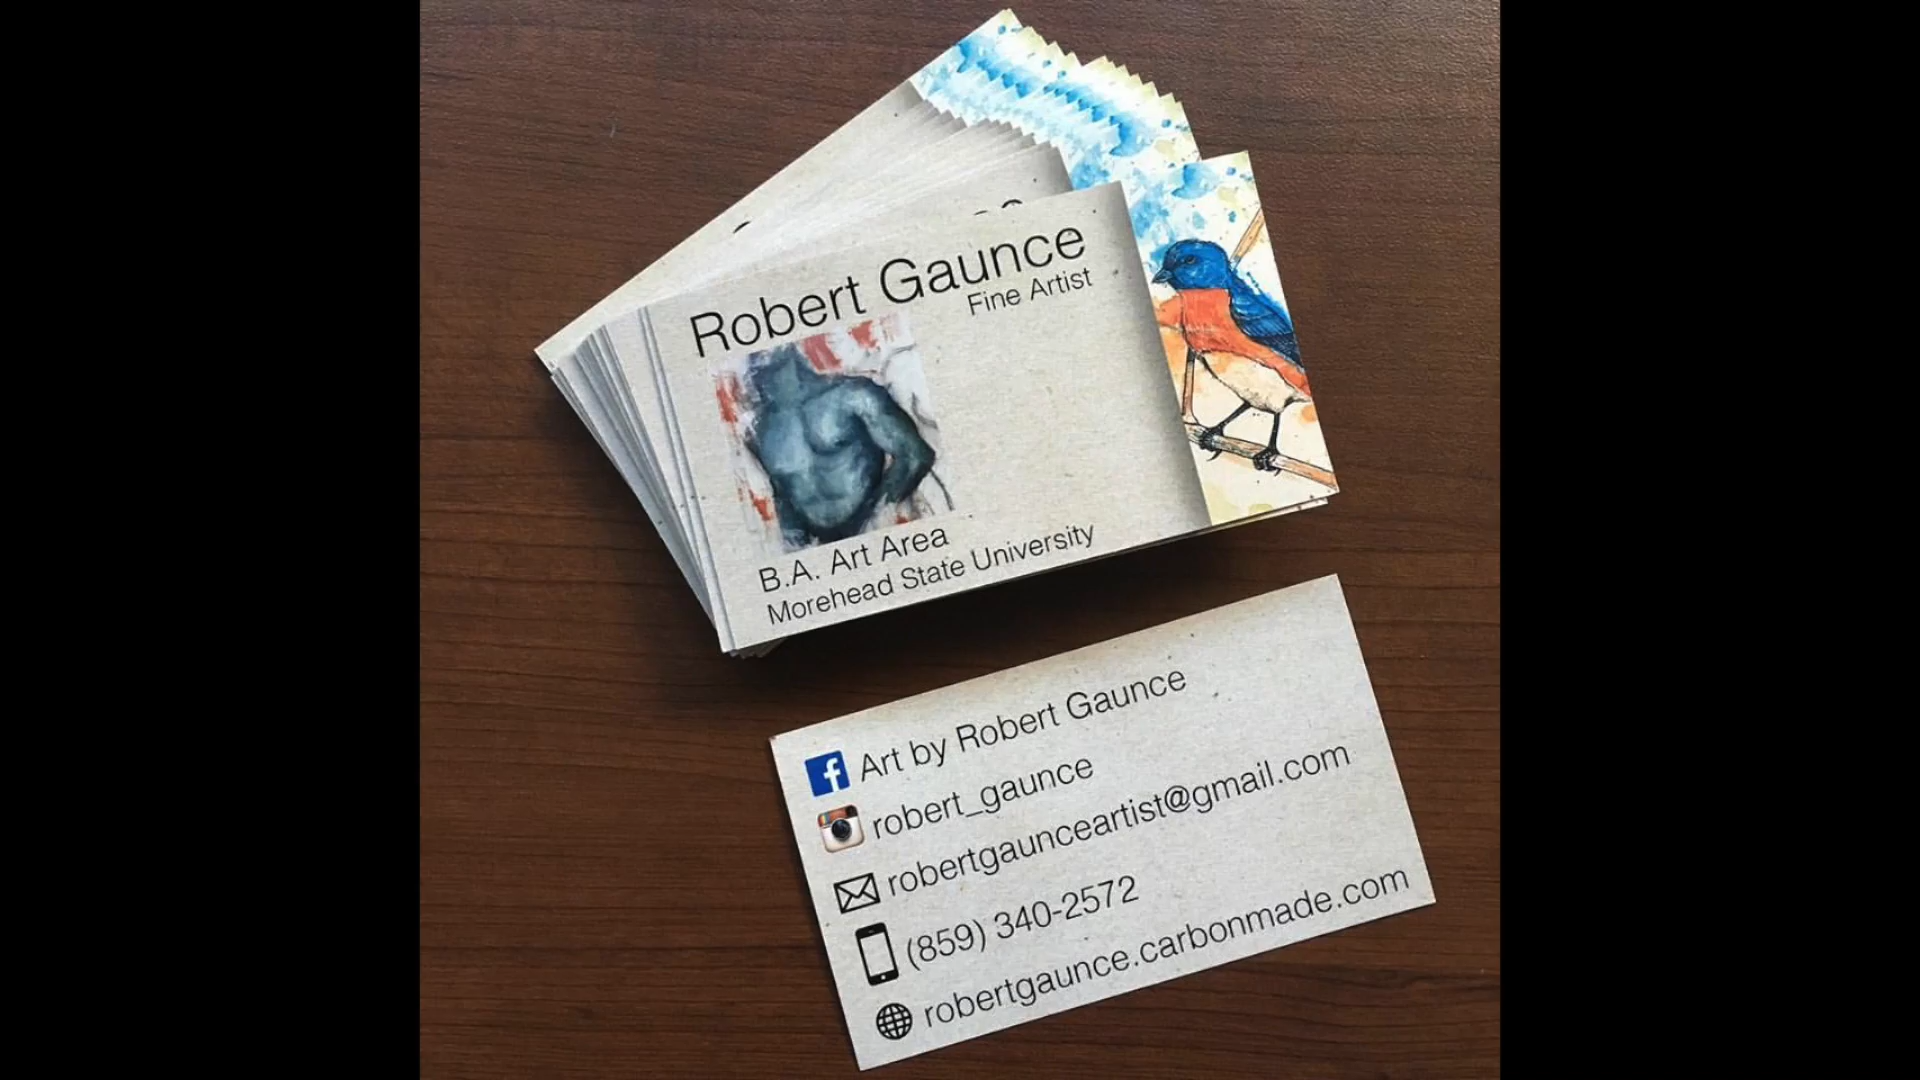 Robert Gaunce
Fine Artist
B.A. Art Area
Morehead State University
Art by Robert Gaunce
robert_gaunce
robertgaunceartist@gmail.com
(859) 340-2572
robertgaunce.carbonmade.com